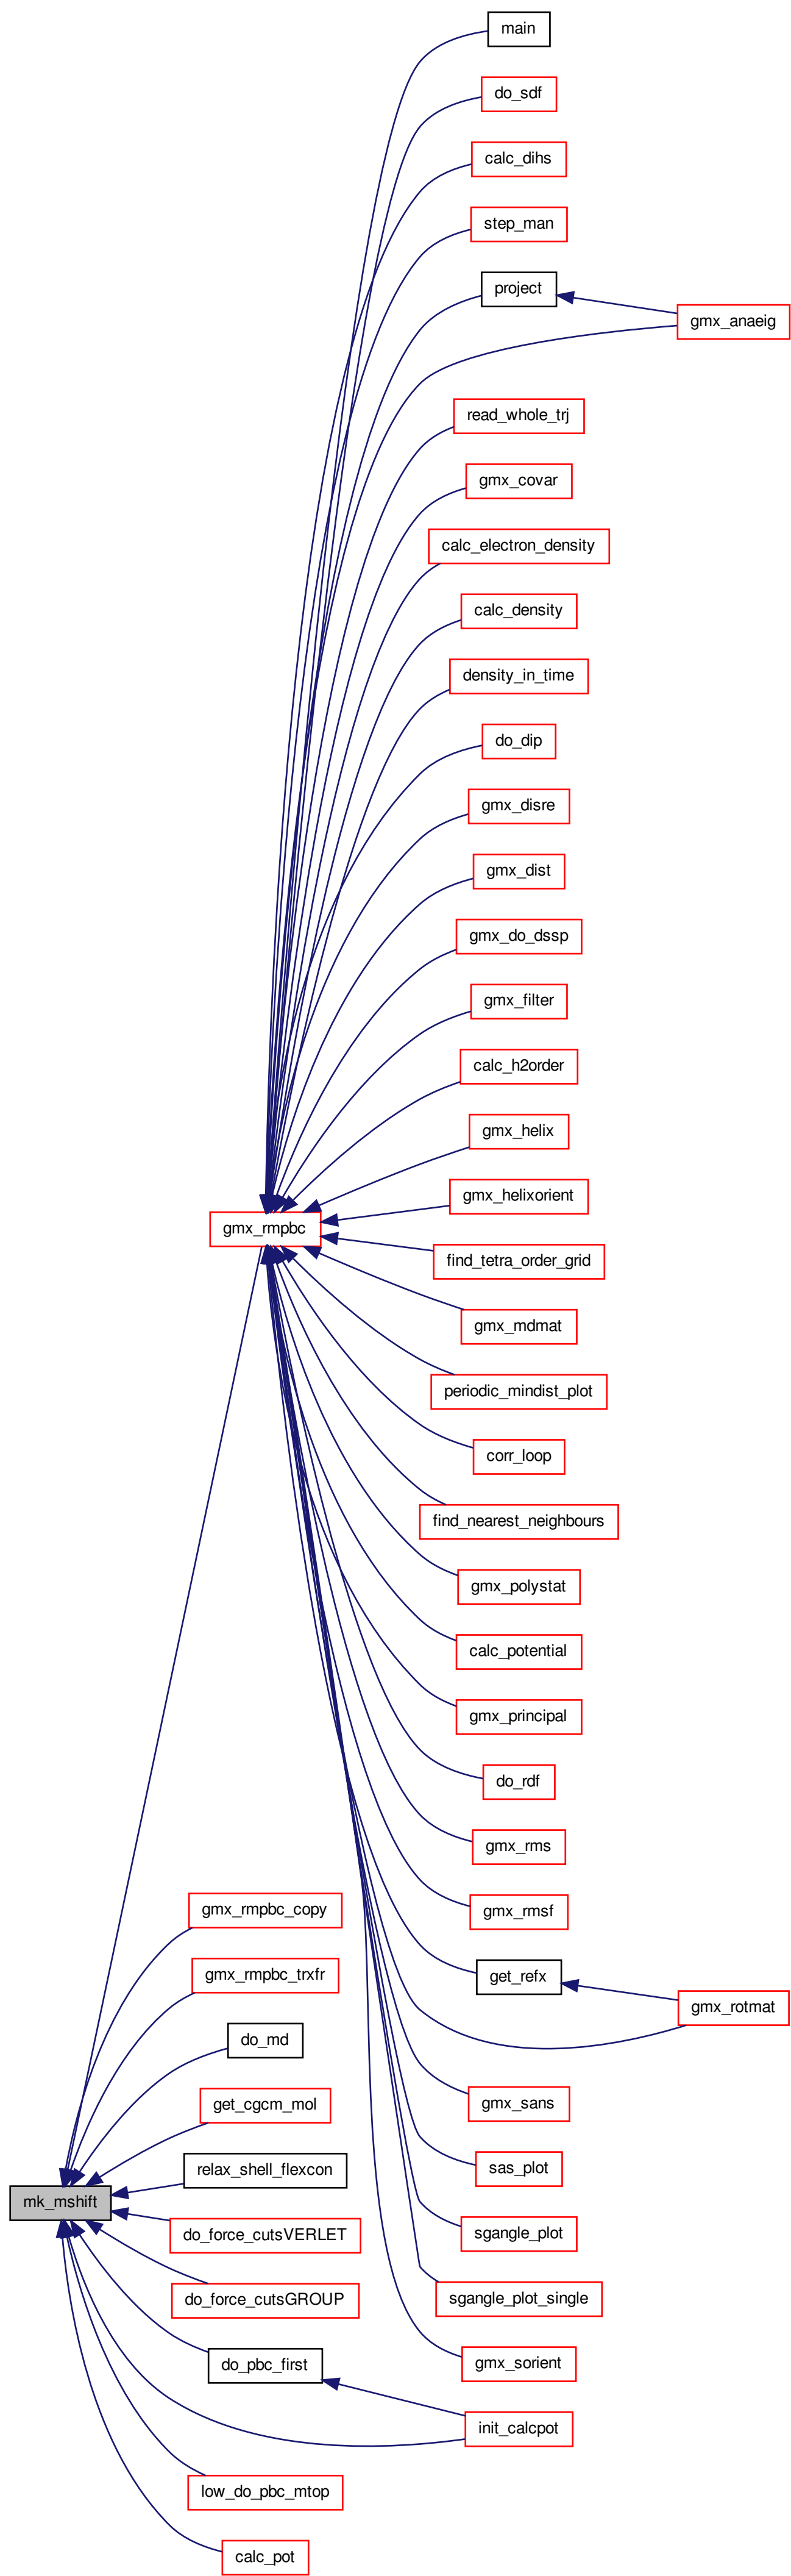 main
do_sdf
calc_dihs
step_man
project
gmx_anaeig
read_whole_trj
gmx_covar
calc_electron_density
calc_density
density_in_time
do_dip
gmx_disre
gmx_dist
gmx_do_dssp
gmx_filter
calc_h2order
gmx_helix
gmx_helixorient
gmx_rmpbc
find_tetra_order_grid
gmx_mdmat
periodic_mindist_plot
corr_loop
find_nearest_neighbours
gmx_polystat
calc_potential
gmx_principal
do_rdf
gmx_rms
gmx_rmsf
gmx_rmpbc_copy
gmx_rmpbc_trxfr
get_refx
gmx_rotmat
do_md
gmx_sans
get_cgcm_mol
sas_plot
relax_shell_flexcon
mk_mshift
do_force_cutsVERLET
sgangle_plot
do_force_cutsGROUP
sgangle_plot_single
gmx_sorient
do_pbc_first
init_calcpot
low_do_pbc_mtop
calc_pot